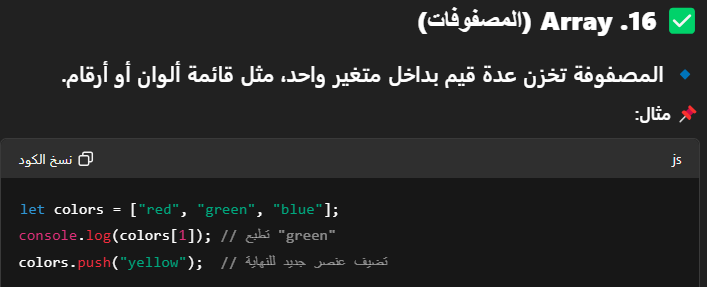 ✅ 16. Array (المصفوفات)
🔹 المصفوفة تخزن عدة قيم بداخل متغير واحد، مثل قائمة ألوان أو أرقام.
📌 مثال:
js نسخ الكود
let colors = ["red", "green", "blue"];
console.log(colors[1]); // تطبع "green"
colors.push("yellow"); // تضيف عنصر جديد للنهاية